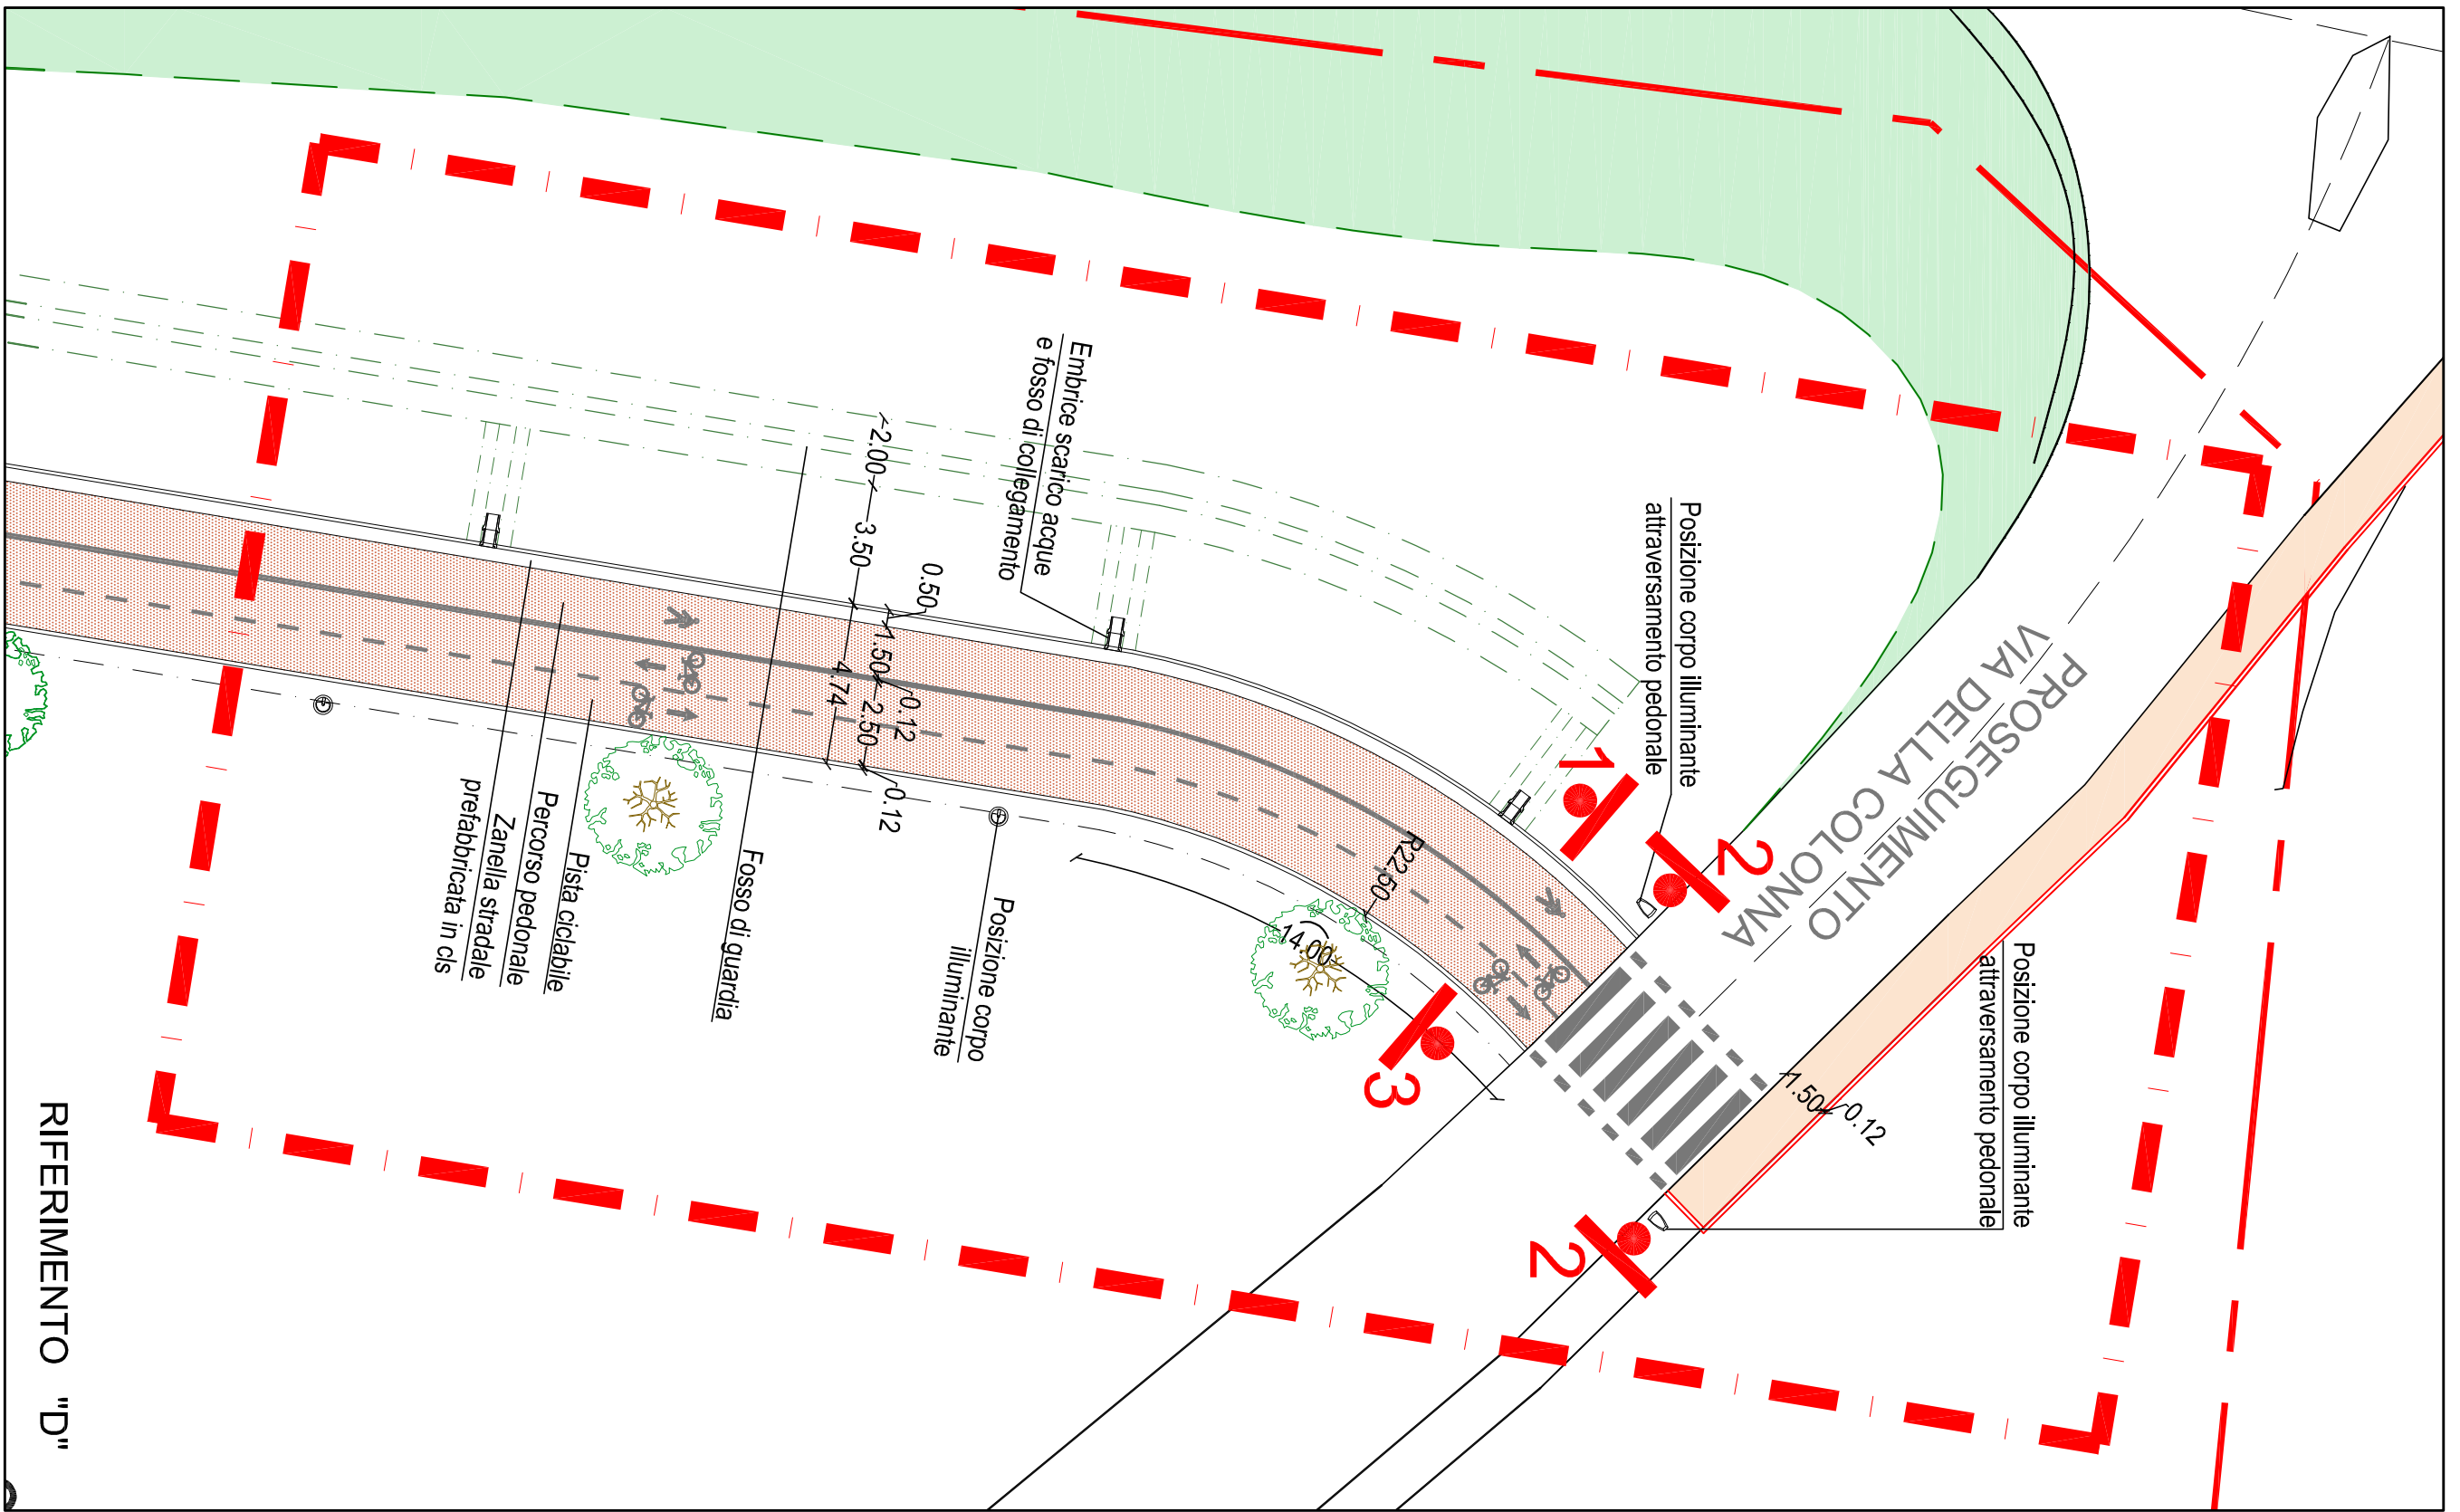 PROSEGUIMENTO
VIA DELLA COLONNA
Posizione corpo illuminante
attraversamento pedonale
Posizione corpo illuminante
attraversamento pedonale
Embrice scarico acque
e fosso di collegamento
2.00
3.50
0.50
1.50
0.12
2.50
4.74
0.12
R22.50
14.00
1.50
0.12
1
2
3
2
Posizione corpo
illuminante
Fosso di guardia
Pista ciclabile
Percorso pedonale
Zanella stradale
prefabbricata in cls
RIFERIMENTO "D"